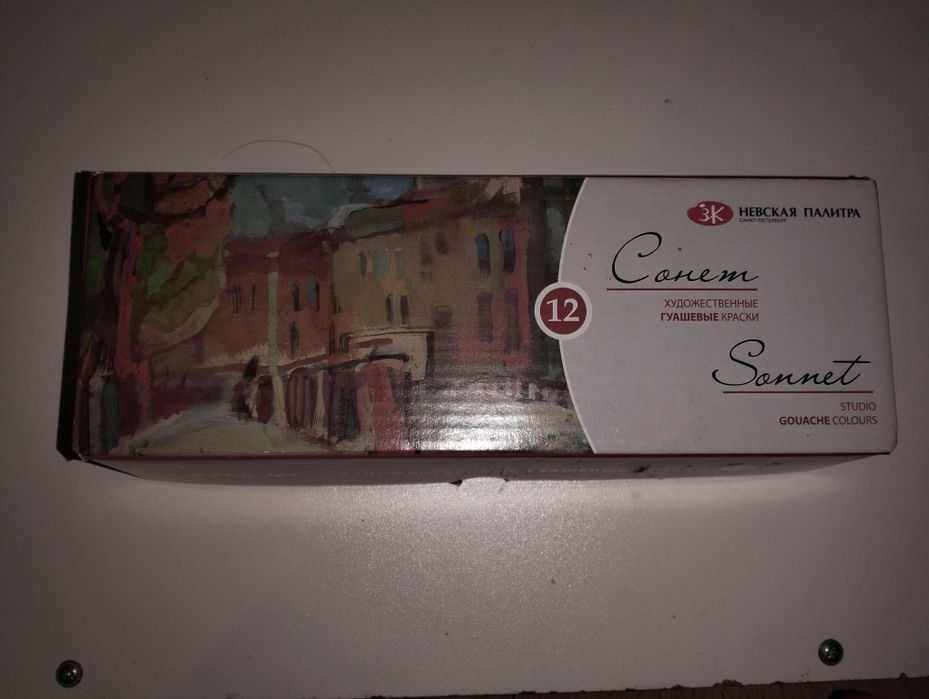 ЗК НЕВСКАЯ ПАЛИТРА
САНКТ-ПЕТЕРБУРГ
Сонет
ХУДОЖЕСТВЕННЫЕ
ГУАШЕВЫЕ КРАСКИ
12
Sonnet
STUDIO
GOUACHE COLOURS